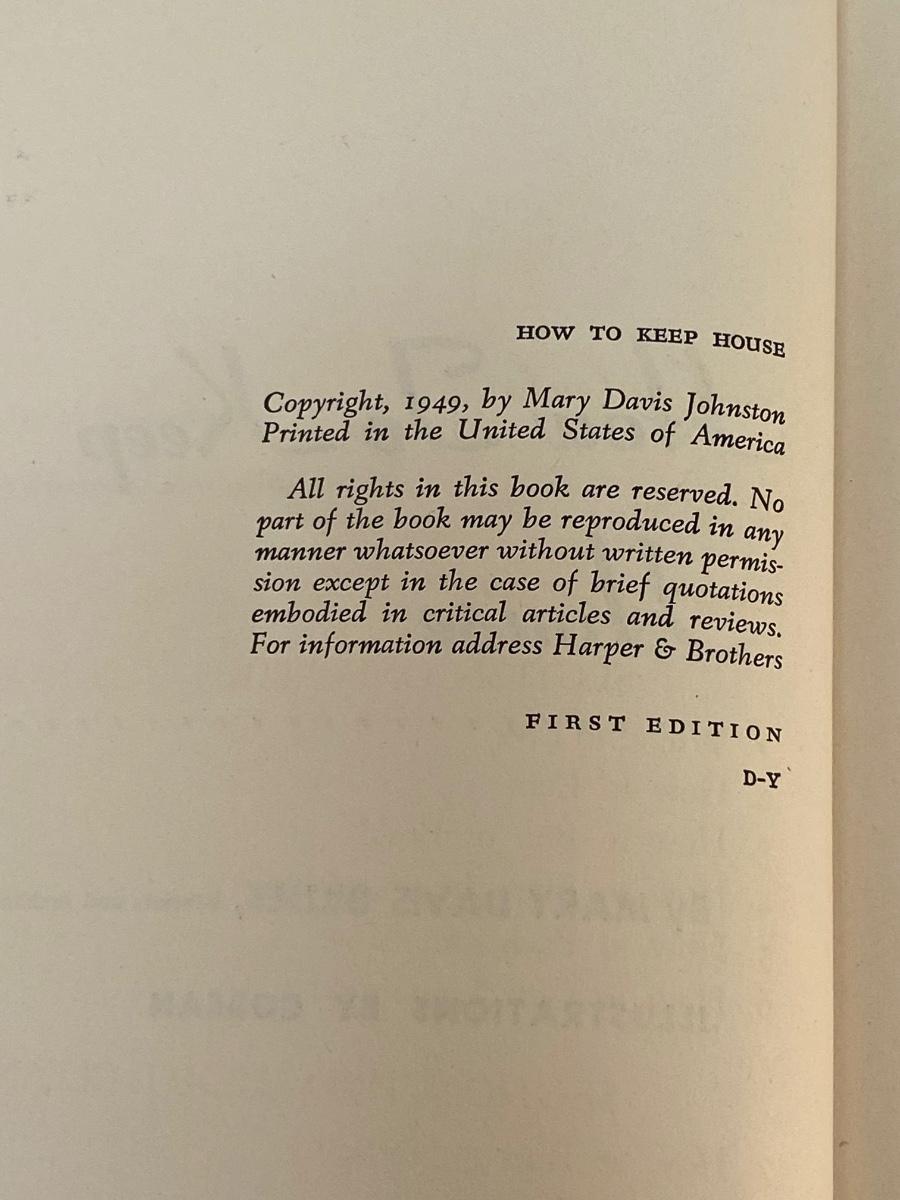 HOW TO KEEP HOUSE
Copyright, 1949, by Mary Davis Johnston
Printed in the United States of America
All rights in this book are reserved. No
part of the book may be reproduced in any
manner whatsoever without written permis-
sion except in the case of brief quotations
embodied in critical articles and reviews.
For information address Harper & Brothers
FIRST EDITION
D-Y
ILLUSTRATIONS BY